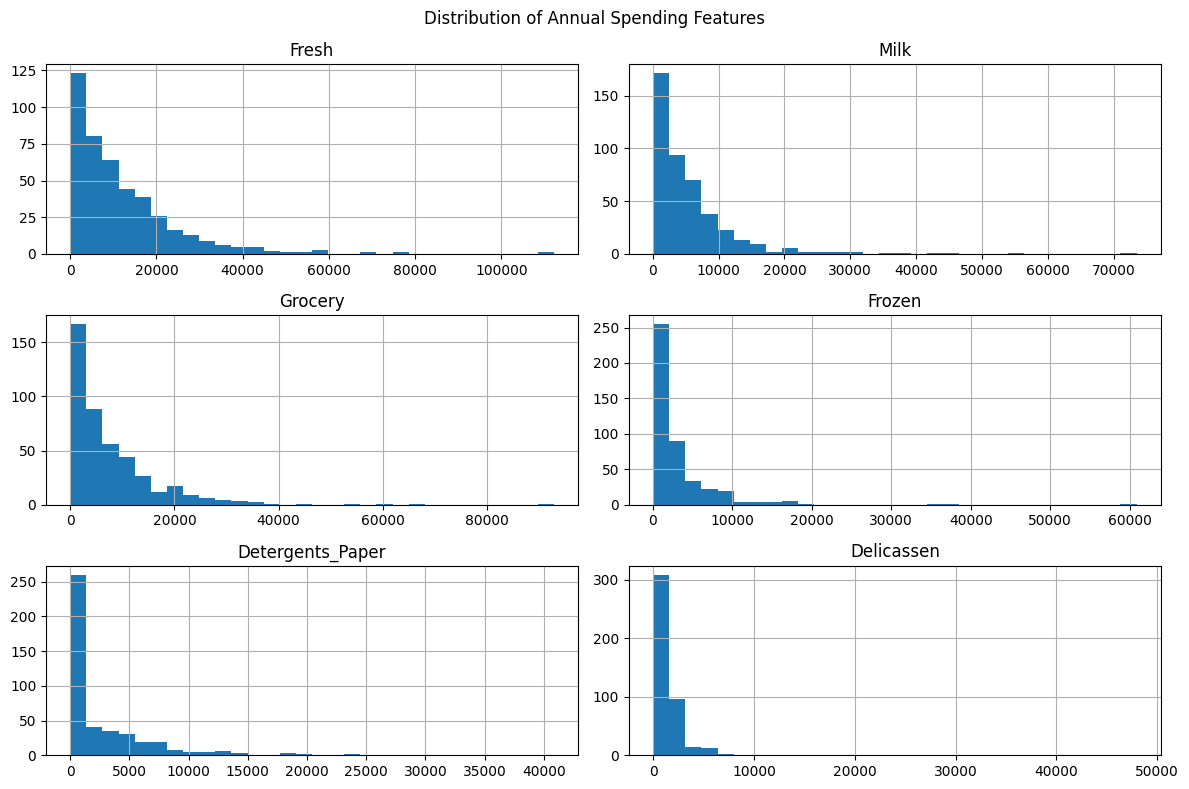 Distribution of Annual Spending Features
Fresh
125
100
75
50
25
0
0 20000 40000 60000 80000 100000
Milk
150
100
50
0
0 10000 20000 30000 40000 50000 60000 70000
Grocery
150
100
50
0
0 20000 40000 60000 80000
Frozen
250
200
150
100
50
0
0 10000 20000 30000 40000 50000 60000
Detergents_Paper
250
200
150
100
50
0
0 5000 10000 15000 20000 25000 30000 35000 40000
Delicassen
300
200
100
0
0 10000 20000 30000 40000 50000